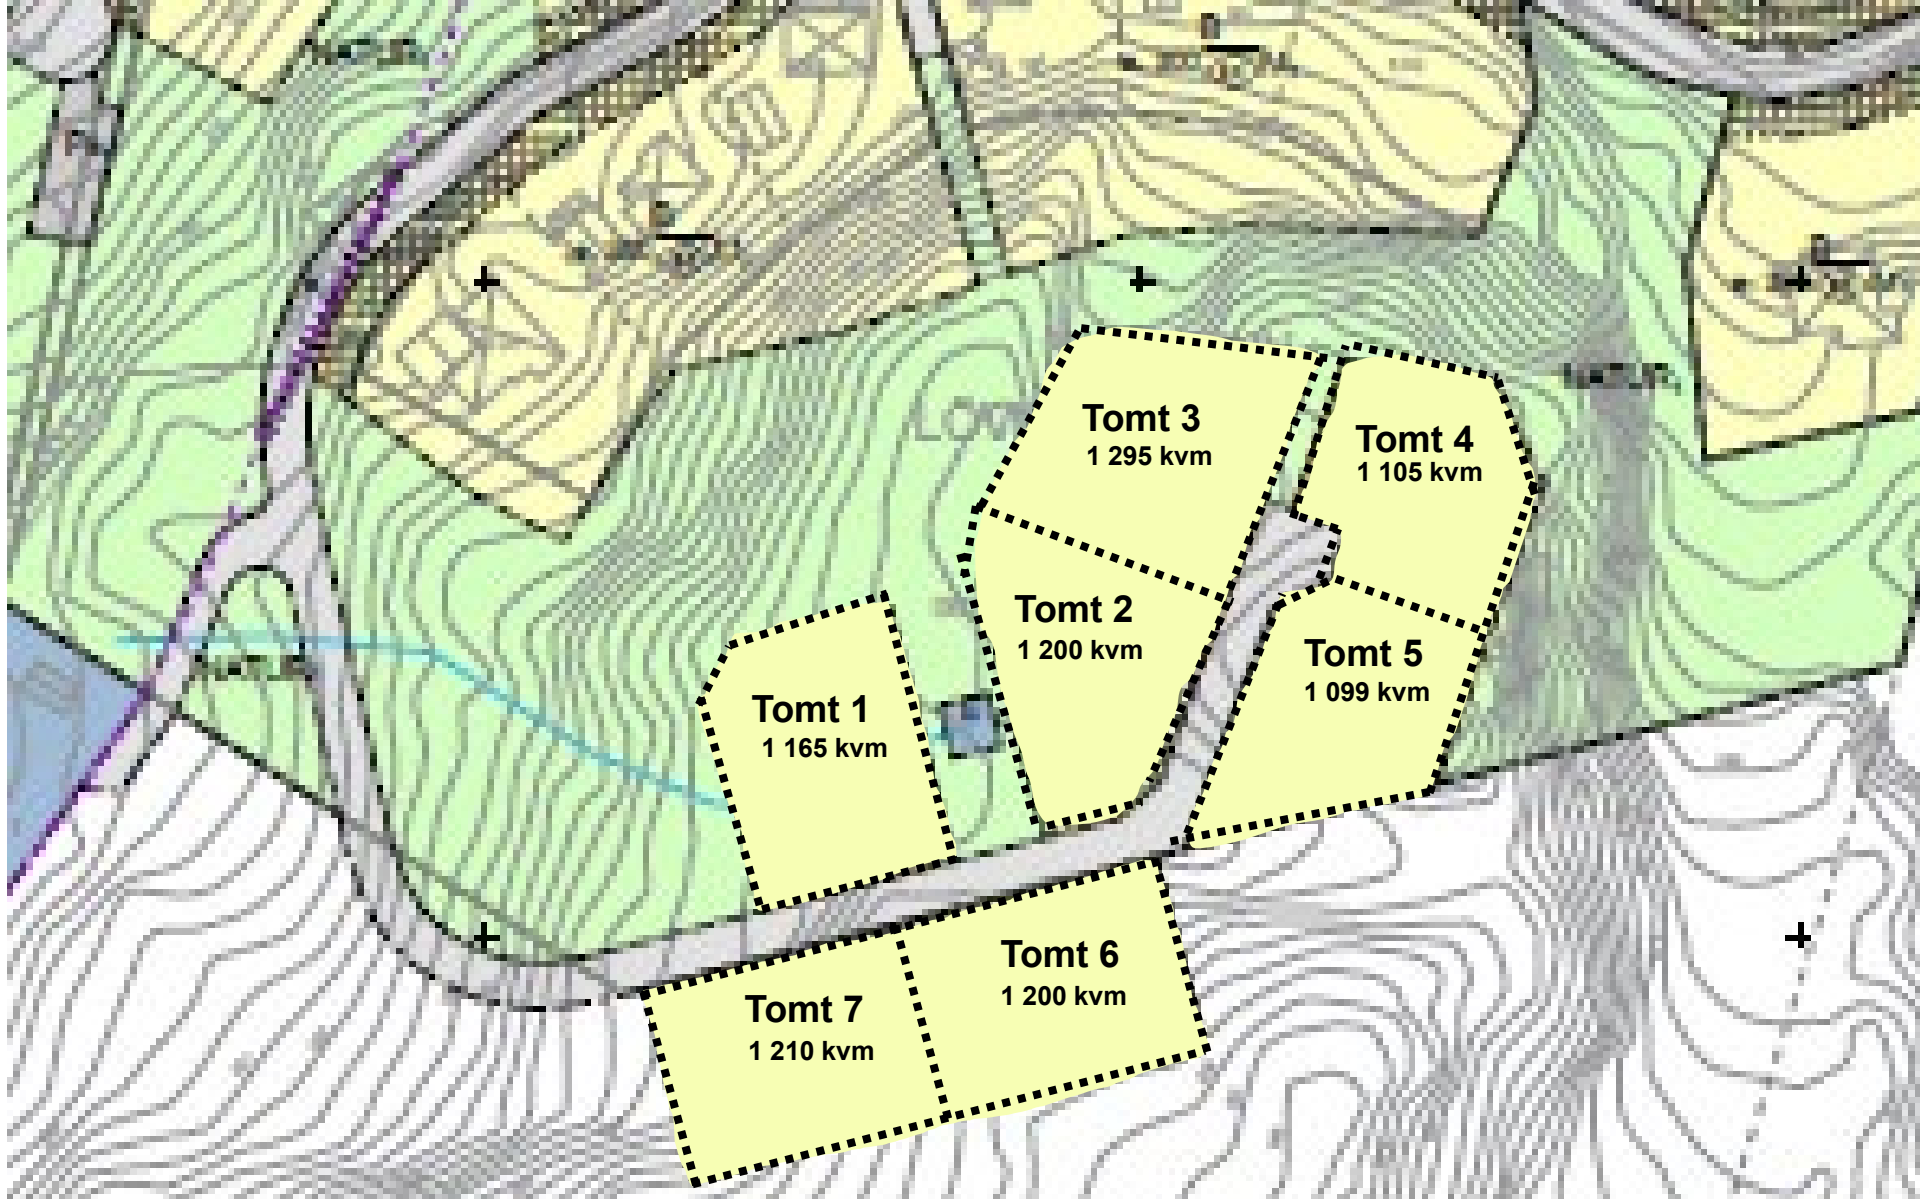 Tomt 3
1 295 kvm
Tomt 4
1 105 kvm
Tomt 2
1 200 kvm
Tomt 5
1 099 kvm
Tomt 1
1 165 kvm
Tomt 6
1 200 kvm
Tomt 7
1 210 kvm